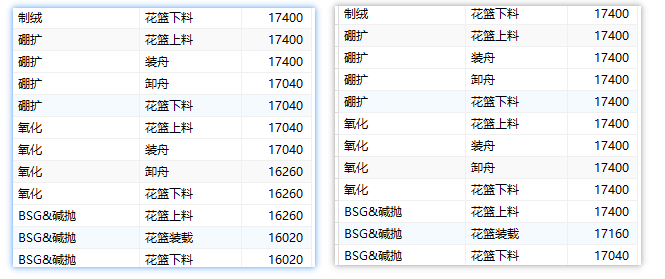 制绒 花篮下料 17400
硼扩 花篮上料 17400
硼扩 装舟 17400
硼扩 卸舟 17040
硼扩 花篮下料 17040
氧化 花篮上料 17040
氧化 装舟 17040
氧化 卸舟 16260
氧化 花篮下料 16260
BSG&碱抛 花篮上料 16260
BSG&碱抛 花篮装载 16020
BSG&碱抛 花篮下料 16020
制绒 花篮下料 17400
硼扩 花篮上料 17400
硼扩 装舟 17400
硼扩 卸舟 17400
硼扩 花篮下料 17400
氧化 花篮上料 17400
氧化 装舟 17400
氧化 卸舟 17400
氧化 花篮下料 17400
BSG&碱抛 花篮上料 17400
BSG&碱抛 花篮装载 17160
BSG&碱抛 花篮下料 17040